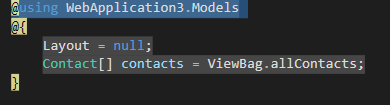 @using WebApplication3.Models
@{
Layout = null;
Contact[] contacts = ViewBag.allContacts;
}